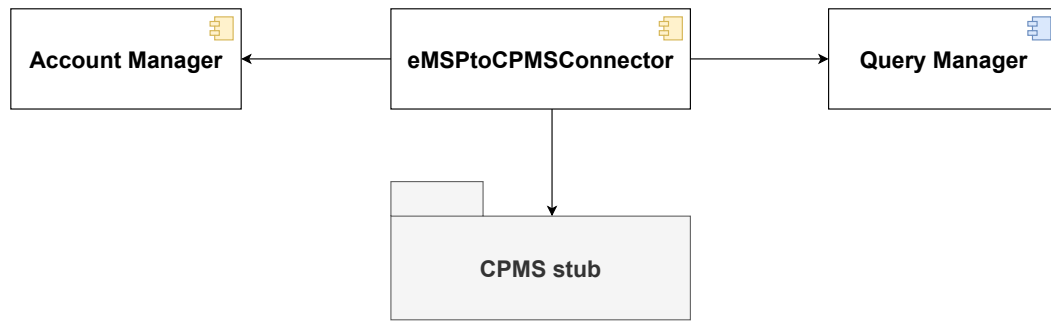 Account Manager
eMSPtoCPMSConnector
Query Manager
CPMS stub